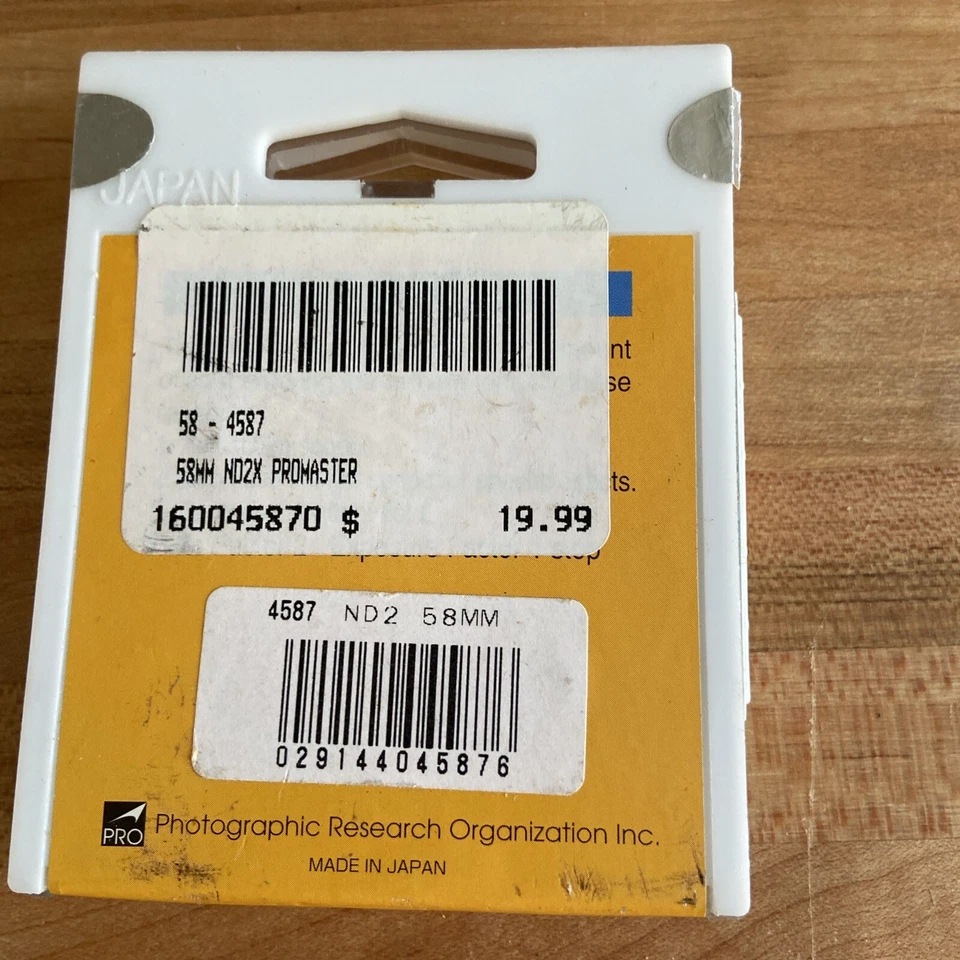 JAPAN
nt
se
58 - 4587
58MM ND2X PROMASTER
cts.
160045870 $ 19.99
4587 ND2 58MM
029144045876
PRO Photographic Research Organization Inc.
MADE IN JAPAN